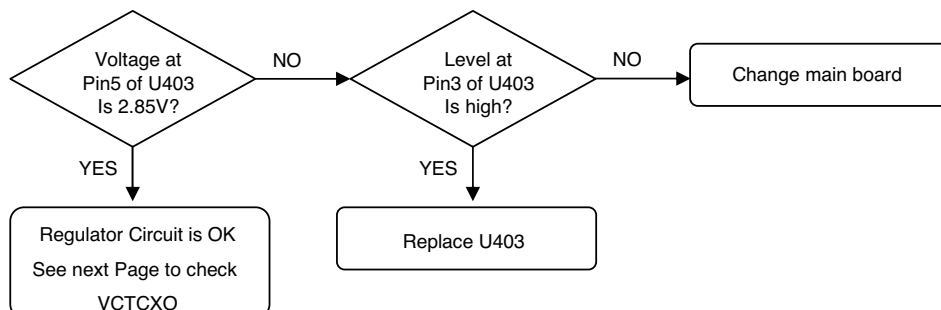 Voltage at
Pin5 of U403
Is 2.85V?
NO
Level at
Pin3 of U403
Is high?
NO
Change main board
YES
YES
Regulator Circuit is OK
See next Page to check
VCTCXO
Replace U403